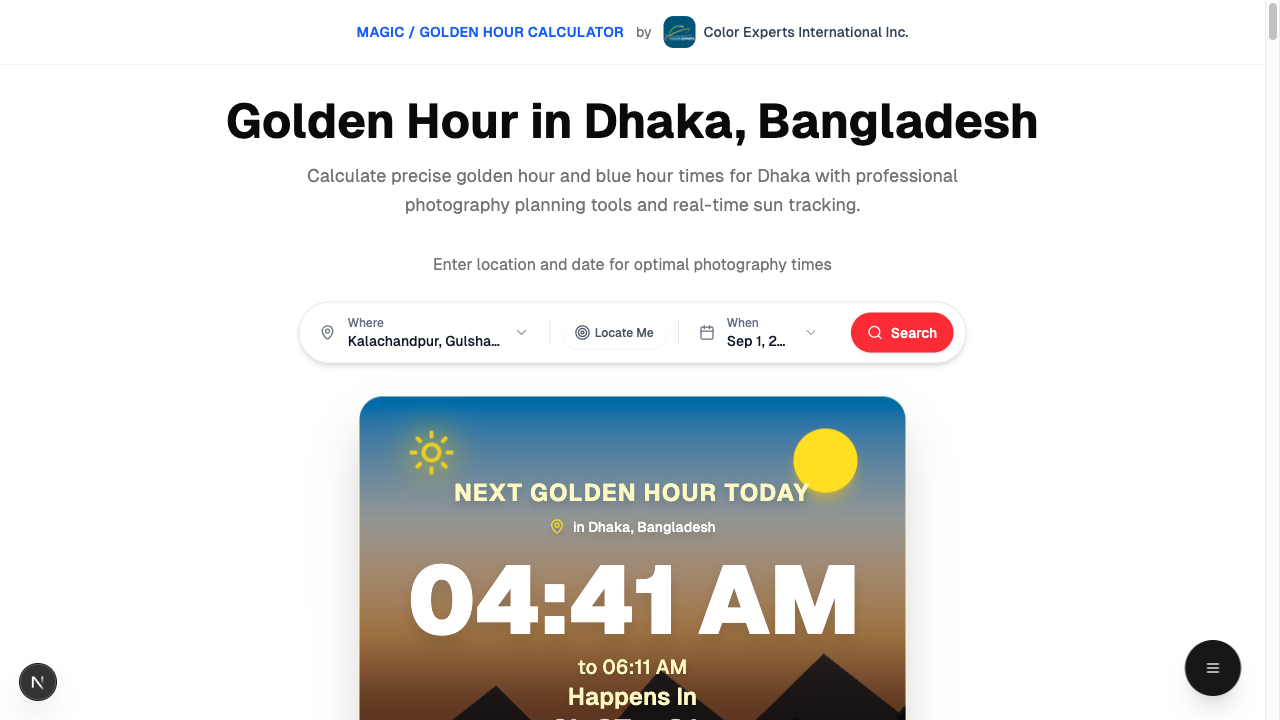 MAGIC / GOLDEN HOUR CALCULATOR by Color Experts International Inc.
Golden Hour in Dhaka, Bangladesh
Calculate precise golden hour and blue hour times for Dhaka with professional
photography planning tools and real-time sun tracking.
Enter location and date for optimal photography times
Where
Kalachandpur, Gulsha...
Locate Me
When
Sep 1, 2...
Search
NEXT GOLDEN HOUR TODAY
in Dhaka, Bangladesh
04:41 AM
to 06:11 AM
Happens In
N